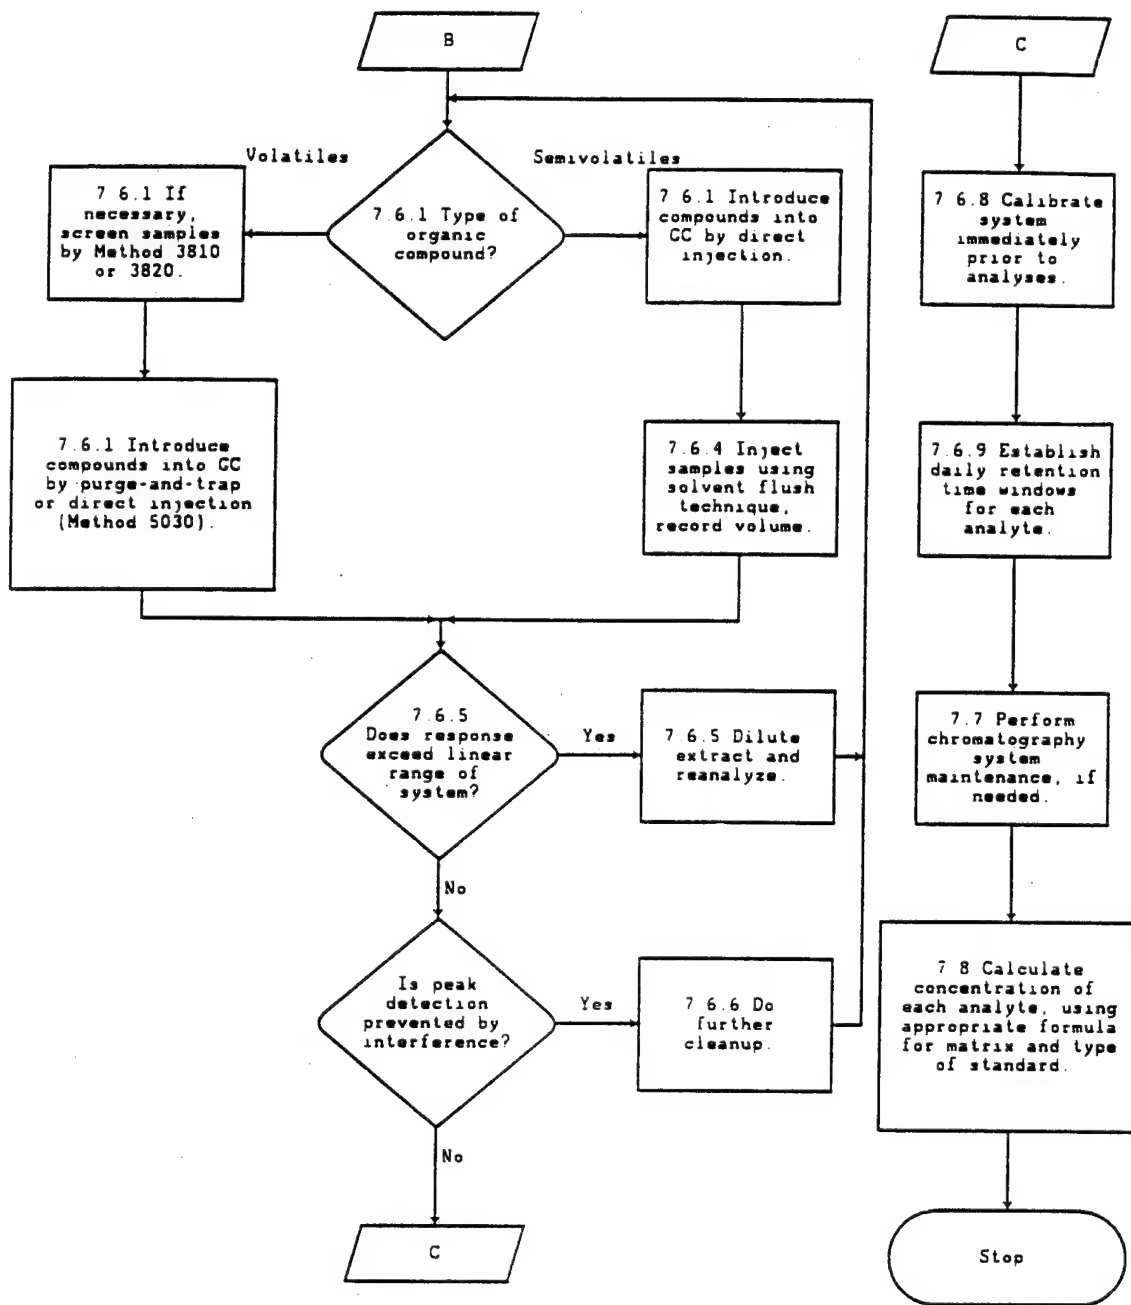 B
Volatiles
Semivolatiles
7 6.1 If
necessary,
screen samples
by Method 3810
or 3820.
7.6.1 Type of
organic
compound?
7 6.1 Introduce
compounds into
GC by direct
injection.
7.6.1 Introduce
compounds into GC
by purge-and-trap
or direct injection
(Method 5030).
7.6.4 Inject
samples using
solvent flush
technique,
record volume.
7 6.5
Does response
exceed linear
range of
system?
Yes
7.6.5 Dilute
extract and
reanalyze.
No
Is peak
detection
prevented by
interference?
Yes
7 6.6 Do
further
cleanup.
No
C
C
7 6.8 Calibrate
system
immediately
prior to
analyses.
7.6.9 Establish
daily retention
time windows
for each
analyte.
7.7 Perform
chromatography
system
maintenance, if
needed.
7 8 Calculate
concentration of
each analyte, using
appropriate formula
for matrix and type
of standard.
Stop